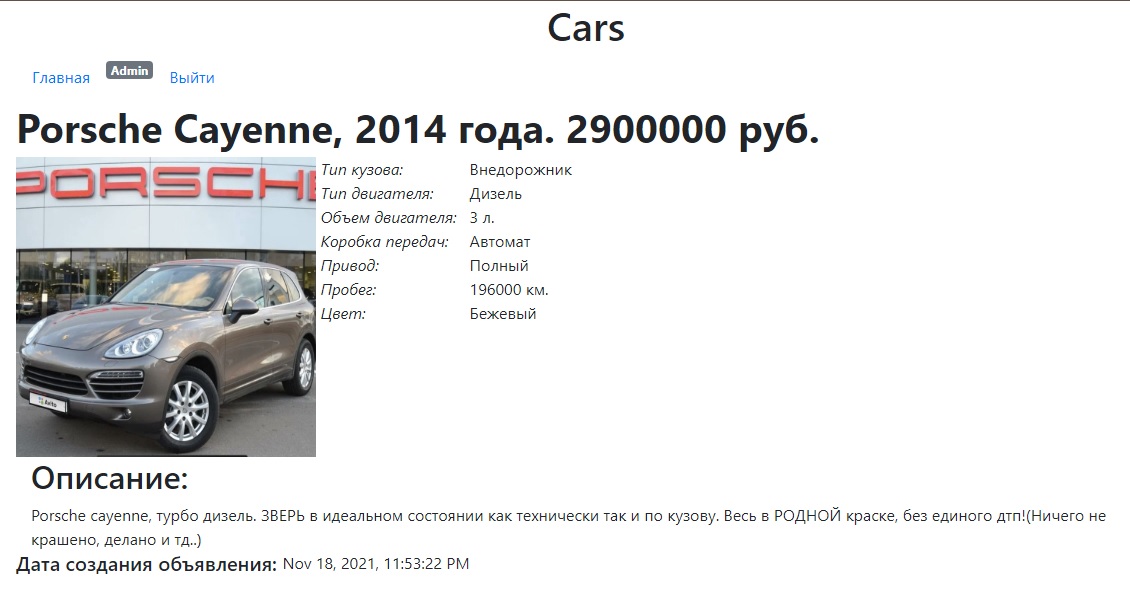 Cars
Главная Admin Выйти
Porsche Cayenne, 2014 года. 2900000 руб.
PORSCHE
Тип кузова: Внедорожник
Тип двигателя: Дизель
Объем двигателя: 3 л.
Коробка передач: Автомат
Привод: Полный
Пробег: 196000 км.
Цвет: Бежевый
Avito
Описание:
Porsche cayenne, турбо дизель. ЗВЕРЬ в идеальном состоянии как технически так и по кузову. Весь в РОДНОЙ краске, без единого дтп!(Ничего не
крашено, делано и тд..)
Дата создания объявления: Nov 18, 2021, 11:53:22 PM